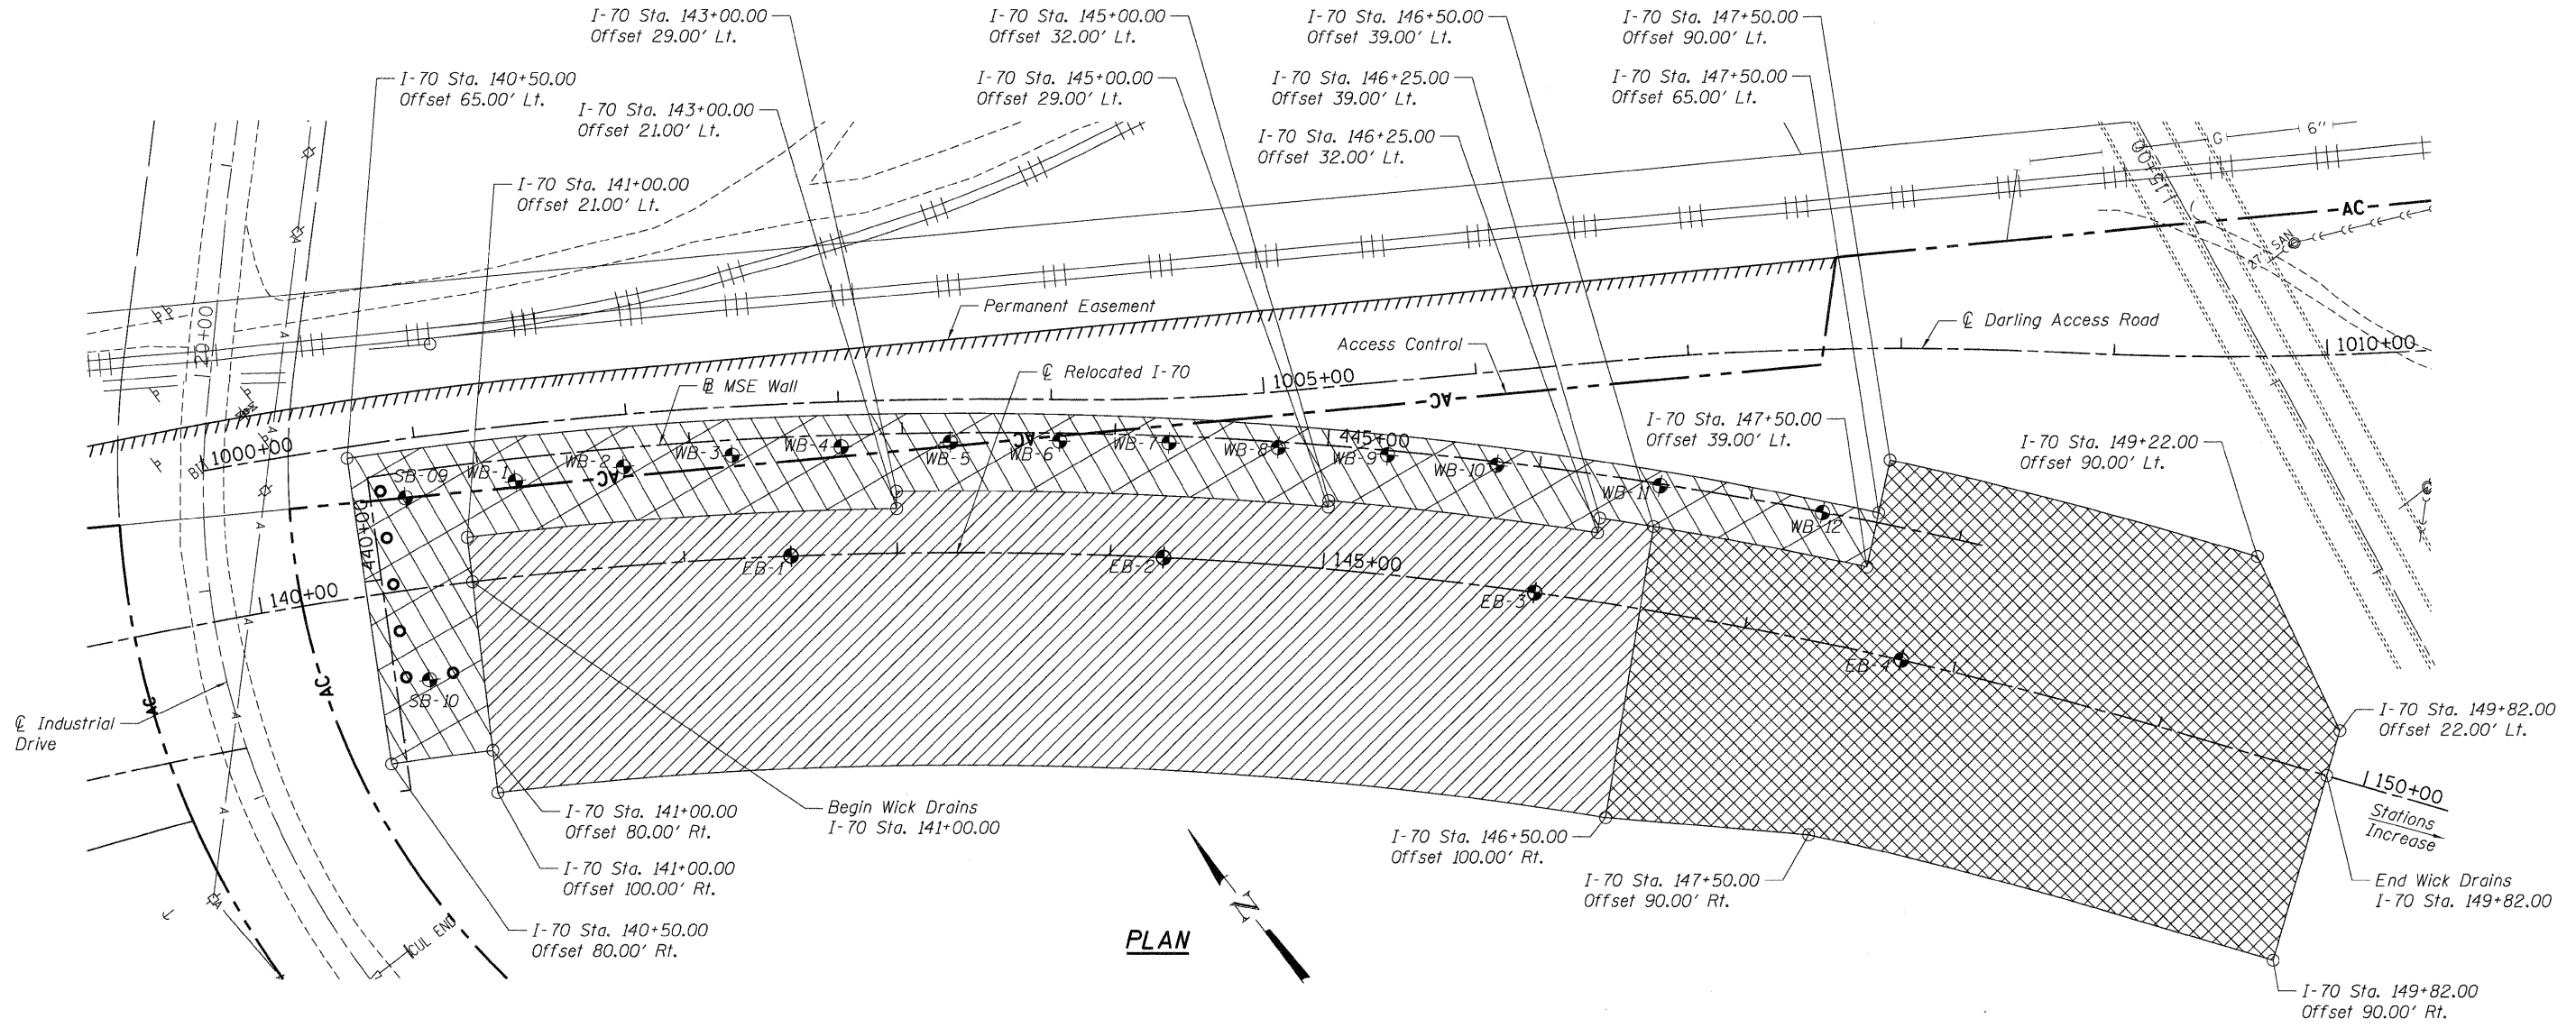 I-70 Sta. 143+00.00
Offset 29.00' Lt.
I-70 Sta. 145+00.00
Offset 32.00' Lt.
I-70 Sta. 146+50.00
Offset 39.00' Lt.
I-70 Sta. 147+50.00
Offset 90.00' Lt.
I-70 Sta. 140+50.00
Offset 65.00' Lt.
I-70 Sta. 143+00.00
Offset 21.00' Lt.
I-70 Sta. 145+00.00
Offset 29.00' Lt.
I-70 Sta. 146+25.00
Offset 39.00' Lt.
I-70 Sta. 147+50.00
Offset 65.00' Lt.
I-70 Sta. 146+25.00
Offset 32.00' Lt.
I-70 Sta. 141+00.00
Offset 21.00' Lt.
G
6"
15+00
AC
27" SAN
20+00
Permanent Easement
℄ Darling Access Road
1010+00
Access Control
℄ Relocated I-70
1005+00
AC
MSE Wall
1000+00
I-70 Sta. 147+50.00
Offset 39.00' Lt.
I-70 Sta. 149+22.00
Offset 90.00' Lt.
445+00
SB-09
WB-1
WB-2
WB-3
WB-4
WB-5
WB-6
WB-7
WB-8
WB-9
WB-10
WB-11
WB-12
AC
AC
440+00
140+00
EB-1
EB-2
145+00
EB-3
EB-4
SB-10
AC
AC
℄ Industrial
Drive
I-70 Sta. 149+82.00
Offset 22.00' Lt.
150+00
Stations
Increase
I-70 Sta. 141+00.00
Offset 80.00' Rt.
Begin Wick Drains
I-70 Sta. 141+00.00
I-70 Sta. 146+50.00
Offset 100.00' Rt.
I-70 Sta. 141+00.00
Offset 100.00' Rt.
I-70 Sta. 147+50.00
Offset 90.00' Rt.
End Wick Drains
I-70 Sta. 149+82.00
I-70 Sta. 140+50.00
Offset 80.00' Rt.
CUL END
N
PLAN
I-70 Sta. 149+82.00
Offset 90.00' Rt.